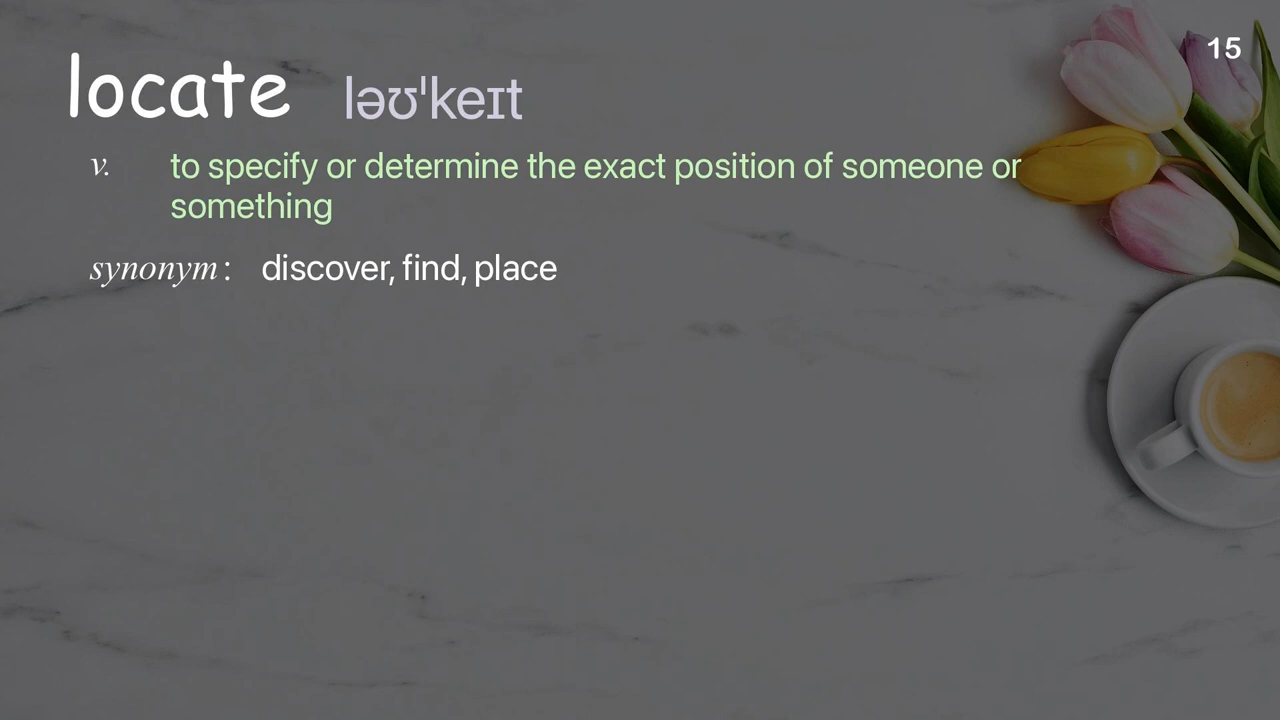 15
locate ləʊˈkeɪt
v. to specify or determine the exact position of someone or
something
synonym : discover, find, place